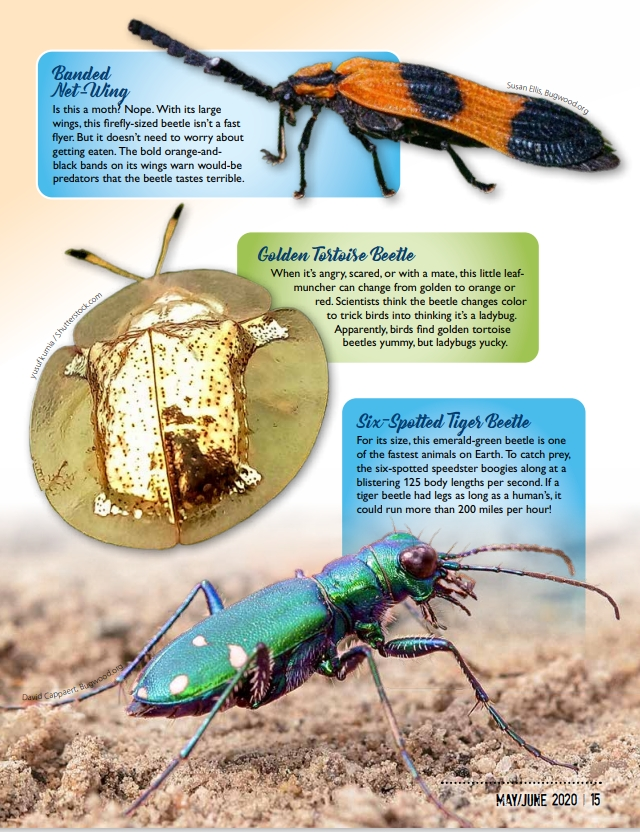 Banded
Net-Wing
Is this a moth? Nope. With its large
wings, this firefly-sized beetle isn't a fast
flyer. But it doesn't need to worry about
getting eaten. The bold orange-and-
black bands on its wings warn would-be
predators that the beetle tastes terrible.
Susan Ellis, Bugwood.org
Golden Tortoise Beetle
When it's angry, scared, or with a mate, this little leaf-
muncher can change from golden to orange or
red. Scientists think the beetle changes color
to trick birds into thinking it's a ladybug.
Apparently, birds find golden tortoise
beetles yummy, but ladybugs yucky.
yusuf kurnia / Shutterstock.com
Six-Spotted Tiger Beetle
For its size, this emerald-green beetle is one
of the fastest animals on Earth. To catch prey,
the six-spotted speedster boogies along at a
blistering 125 body lengths per second. If a
tiger beetle had legs as long as a human's, it
could run more than 200 miles per hour!
David Cappaert, Bugwood.org
MAY/JUNE 2020 | 15